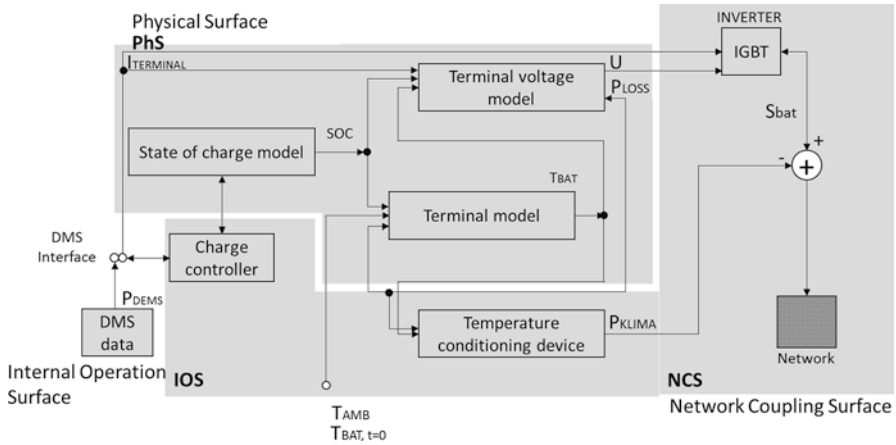 Physical Surface
PhS
ITERMINAL
INVERTER
IGBT
U
PLOSS
Terminal voltage
model
Sbat
+
-
+
SOC
State of charge model
TBAT
Terminal model
DMS
Interface
Charge
controller
PDEMS
DMS
data
Temperature
conditioning device
PKLIMA
Network
Internal Operation
Surface
IOS
NCS
Network Coupling Surface
TAMB
TBAT, t=0